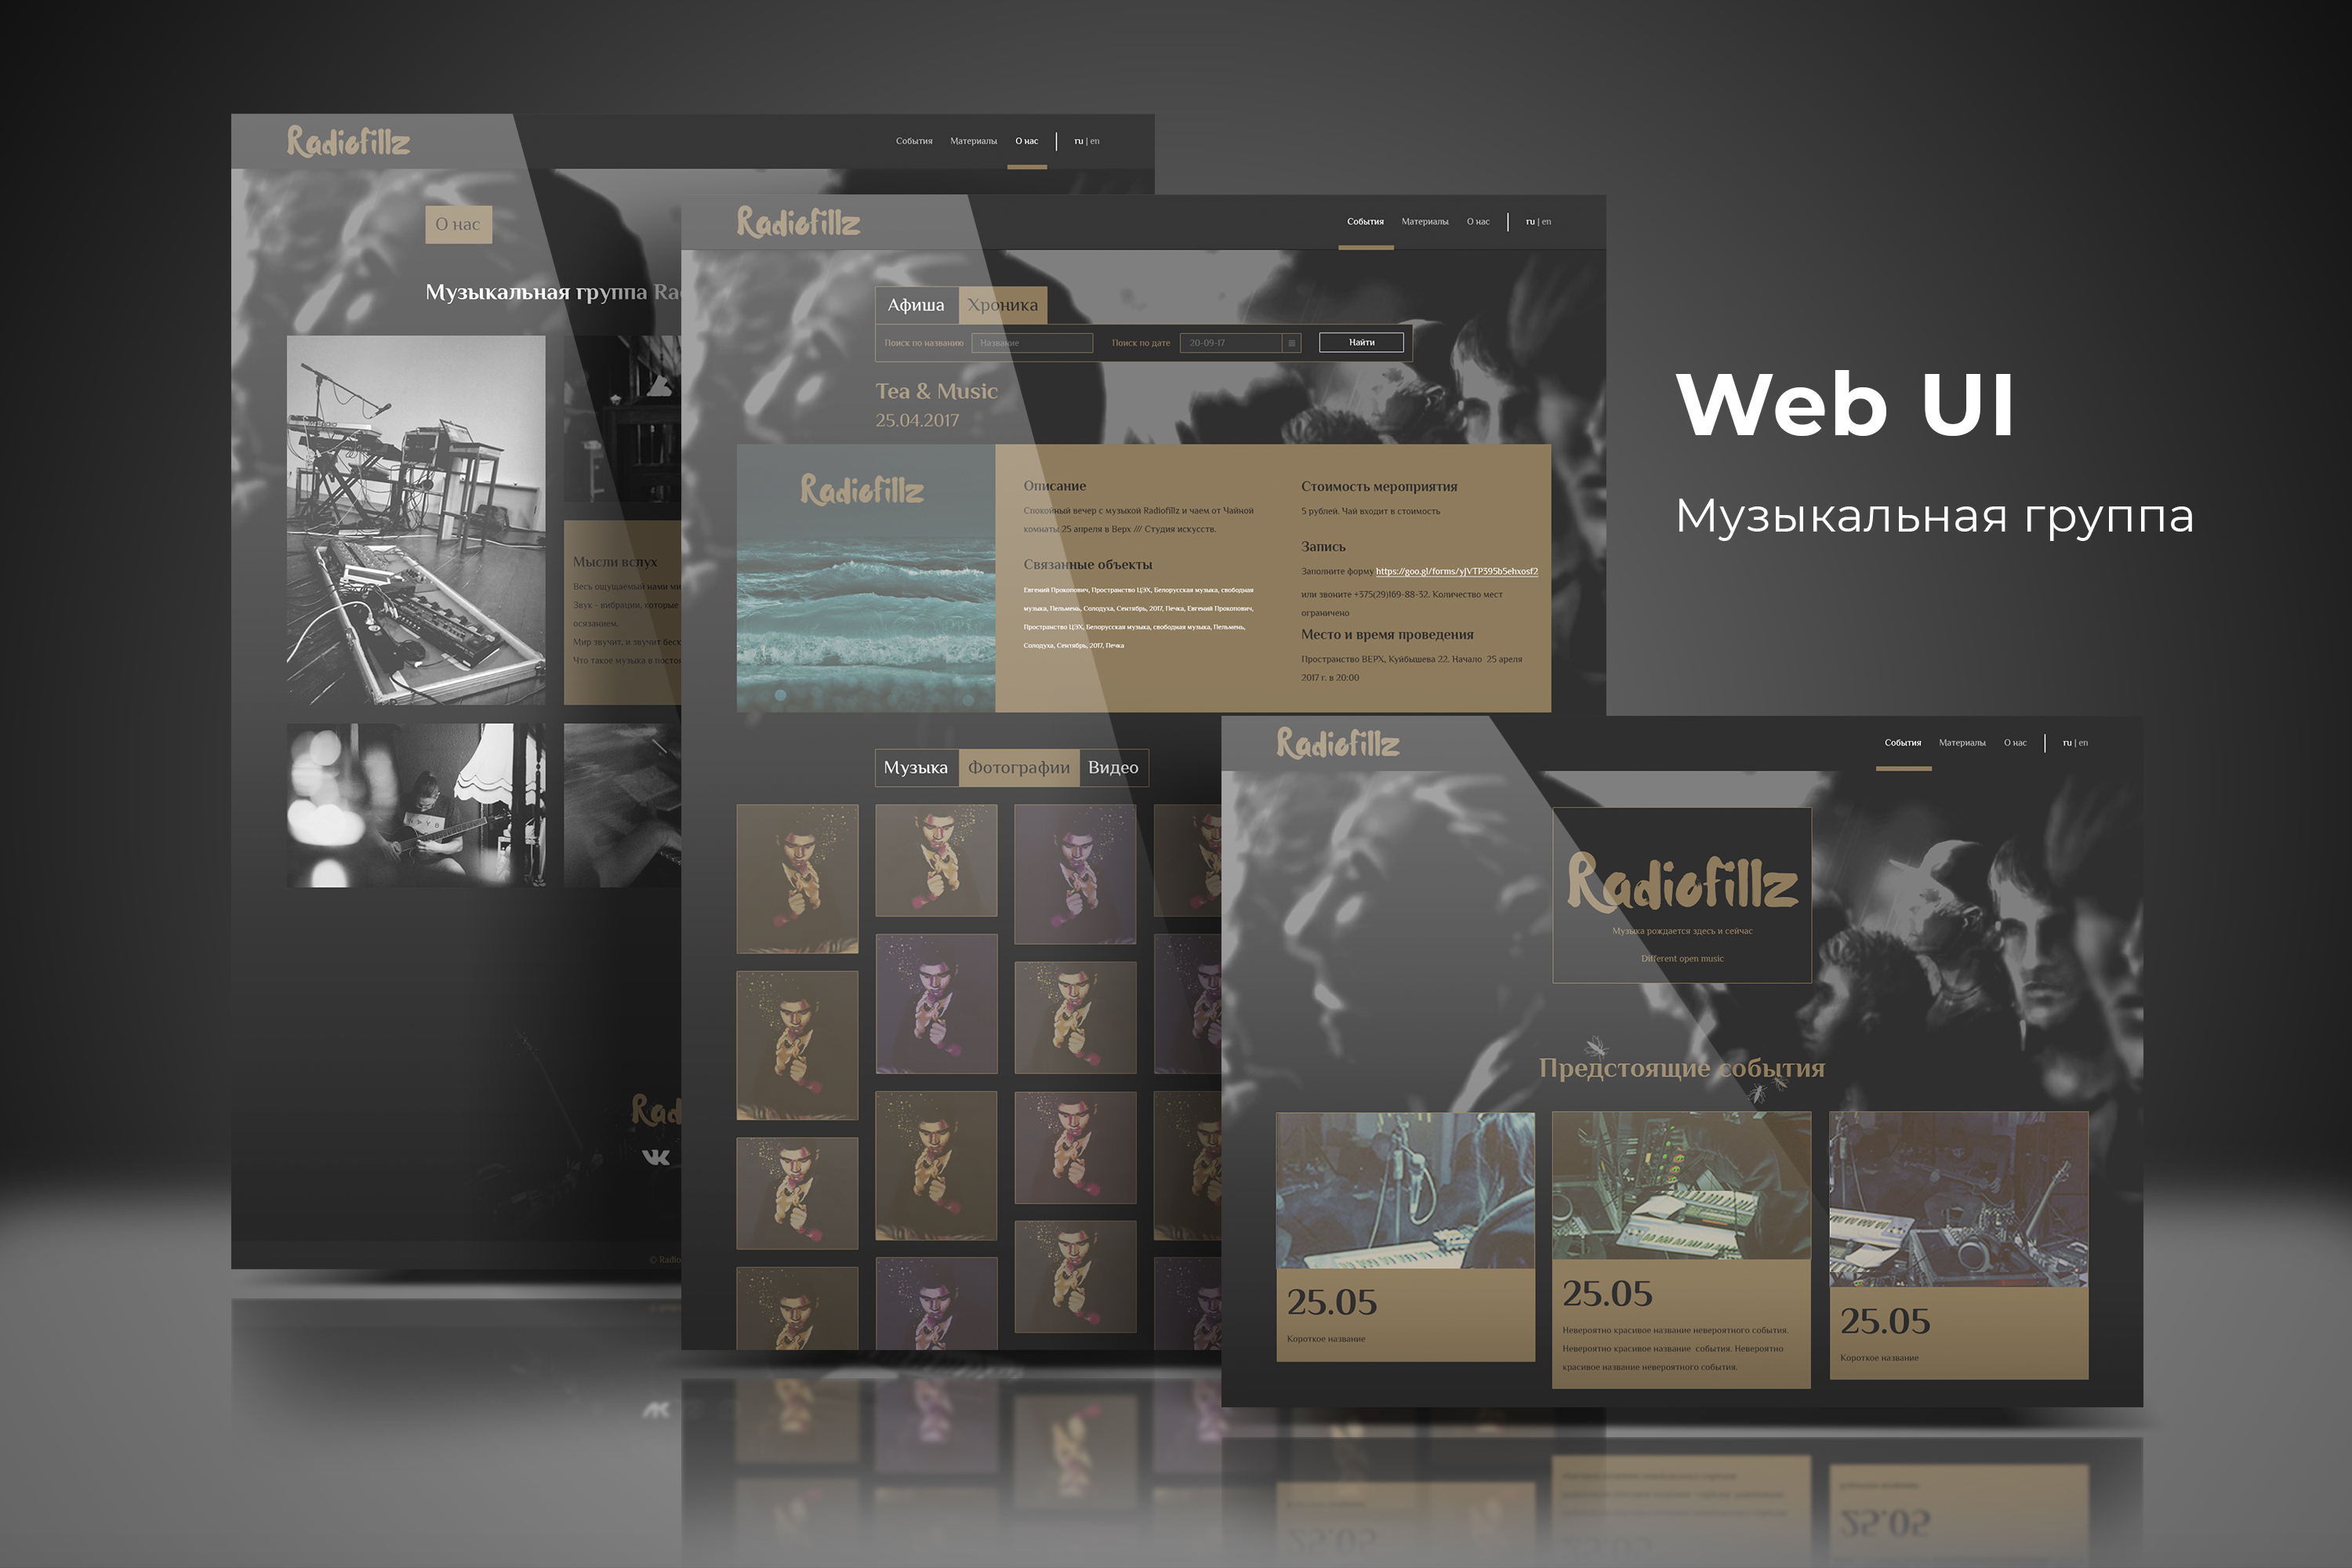 Radiofillz
События
Материалы
О нас
ru | en
О нас
Музыкальная группа
Мысли вслух
Весь ощущаемый нами
Звук - вибрации, которые
осязанием.
Мир звучит, и звучит
Что такое музыка в
VK
Radiofillz
События
Материалы
О нас
ru | en
Афиша
Хроника
Поиск по названию
Название
Поиск по дате
20-09-17
Найти
Tea & Music
25.04.2017
Radiofillz
Описание
Спокойный вечер с музыкой Radiofillz и чаем от Чайной
комнаты 25 апреля в Верх /// Студия искусств.
Связанные объекты
Евгений Прокопович, Пространство ЦЭХ, Белорусская музыка, свободная
музыка, Пельмень, Солодуха, Сентябрь, 2017, Печка, Евгений Прокопович,
Пространство ЦЭХ, Белорусская музыка, свободная музыка, Пельмень,
Солодуха, Сентябрь, 2017, Печка
Стоимость мероприятия
5 рублей. Чай входит в стоимость
Запись
Заполните форму https://goo.gl/forms/yJVTP395b5ehxosf2
или звоните +375(29)169-88-32. Количество мест
ограничено
Место и время проведения
Пространство ВЕРХ, Куйбышева 22. Начало 25 апреля
2017 г. в 20:00
Музыка
Фотографии
Видео
Web UI
Музыкальная группа
Radiofillz
События
Материалы
О нас
ru | en
Radiofillz
Музыка рождается здесь и сейчас
Different open music
Предстоящие события
25.05
Короткое название
25.05
Невероятно красивое название невероятного события.
Невероятно красивое название события. Невероятно
красивое название невероятного события.
25.05
Короткое название